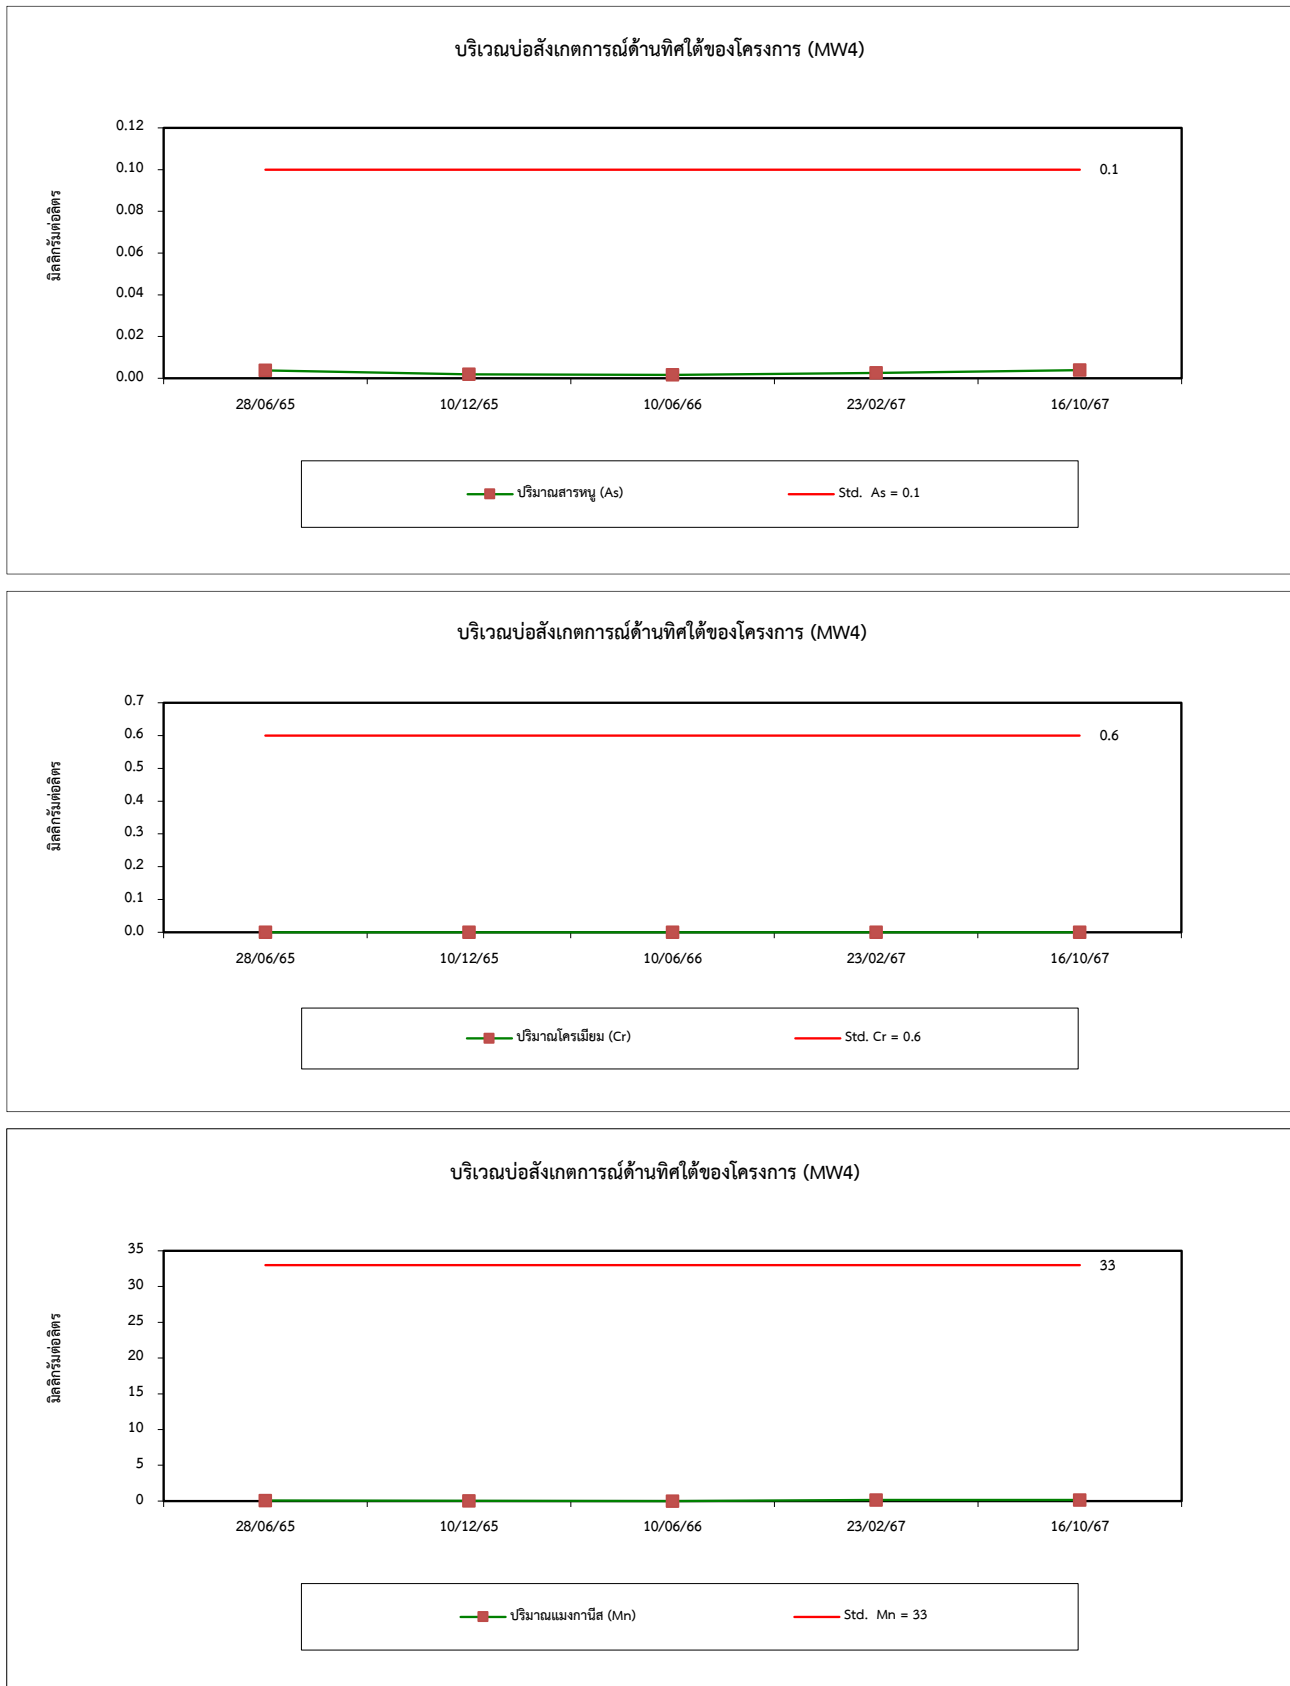 บริเวณบ่อสังเกตการณ์ด้านทิศใต้ของโครงการ (MW4)
มิลลิกรัมต่อลิตร
0.12
0.10
0.08
0.06
0.04
0.02
0.00
0.1
28/06/65 10/12/65 10/06/66 23/02/67 16/10/67
ปริมาณสารหนู (As) Std. As = 0.1
บริเวณบ่อสังเกตการณ์ด้านทิศใต้ของโครงการ (MW4)
มิลลิกรัมต่อลิตร
0.7
0.6
0.5
0.4
0.3
0.2
0.1
0.0
0.6
28/06/65 10/12/65 10/06/66 23/02/67 16/10/67
ปริมาณโครเมียม (Cr) Std. Cr = 0.6
บริเวณบ่อสังเกตการณ์ด้านทิศใต้ของโครงการ (MW4)
มิลลิกรัมต่อลิตร
35
30
25
20
15
10
5
0
33
28/06/65 10/12/65 10/06/66 23/02/67 16/10/67
ปริมาณแมงกานีส (Mn) Std. Mn = 33